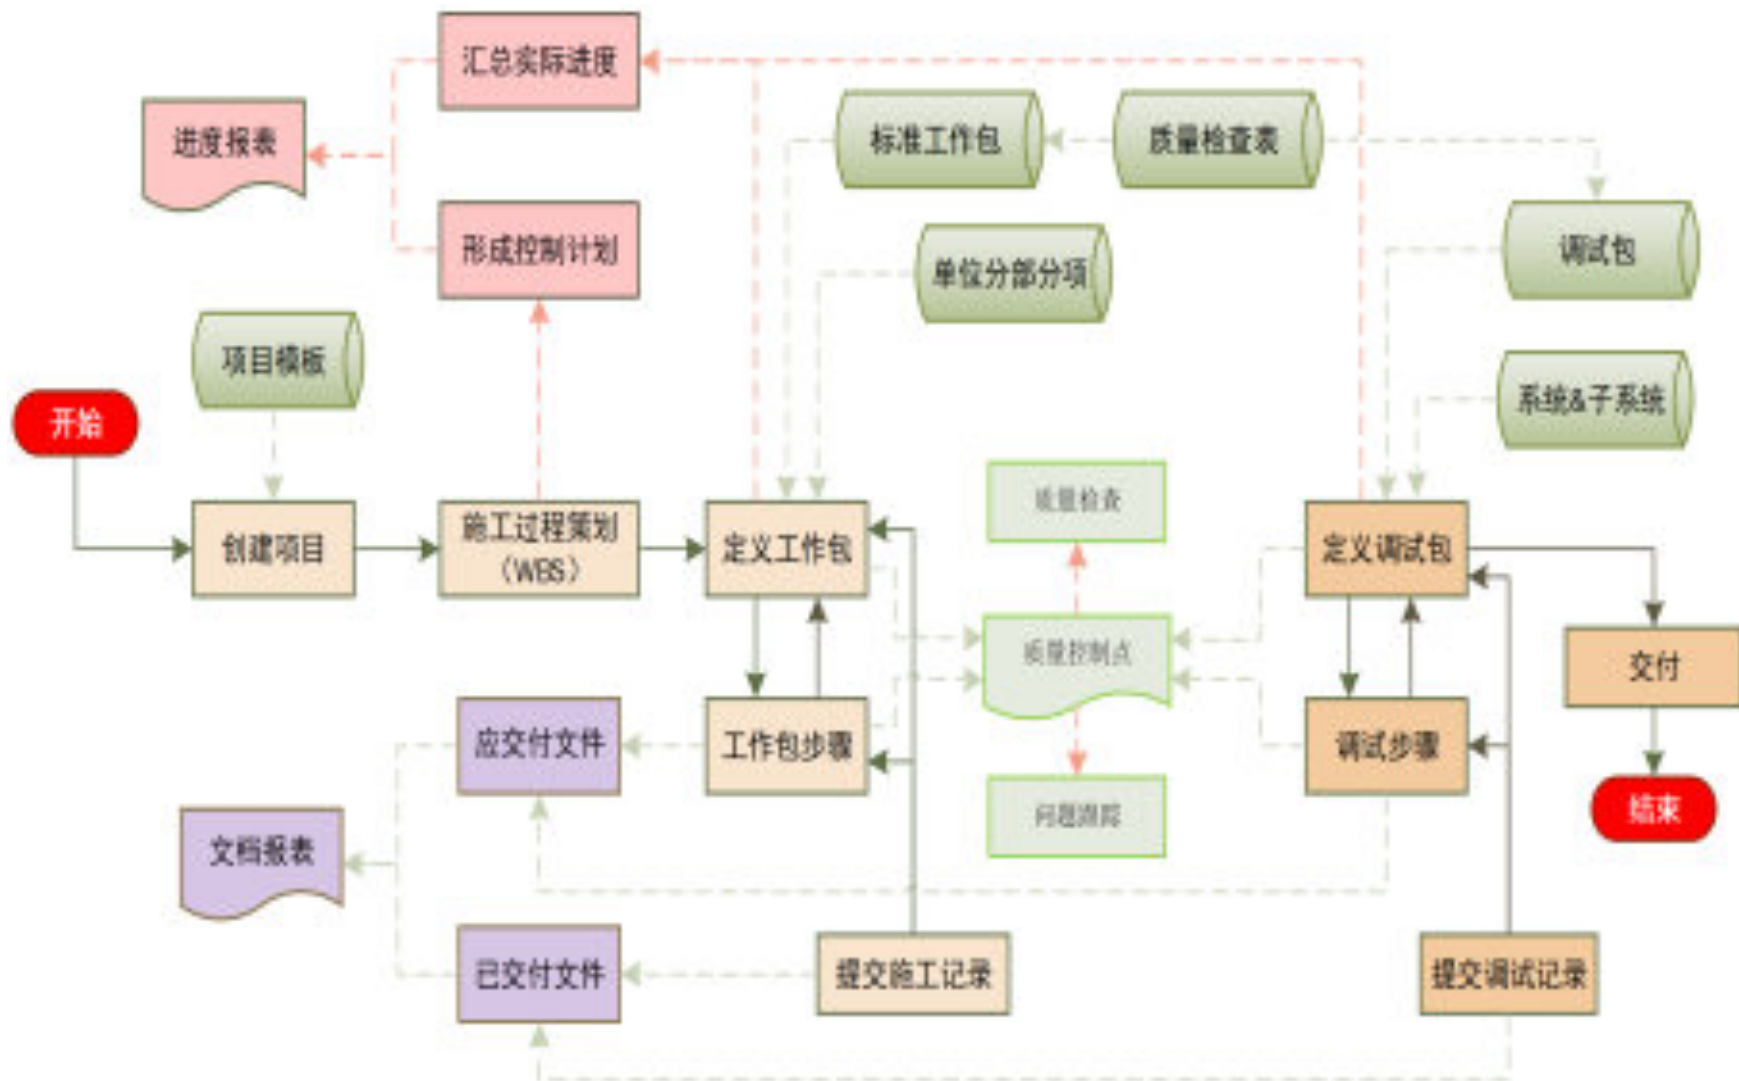 汇总实际进度
进度报表
标准工作包
质量检查表
形成控制计划
单位分部分项
调试包
项目模板
系统&子系统
开始
质量检查
创建项目
施工过程策划
（WBS）
定义工作包
定义调试包
质量控制点
交付
应交付文件
工作包步骤
调试步骤
问题跟踪
结束
文档报表
已交付文件
提交施工记录
提交调试记录